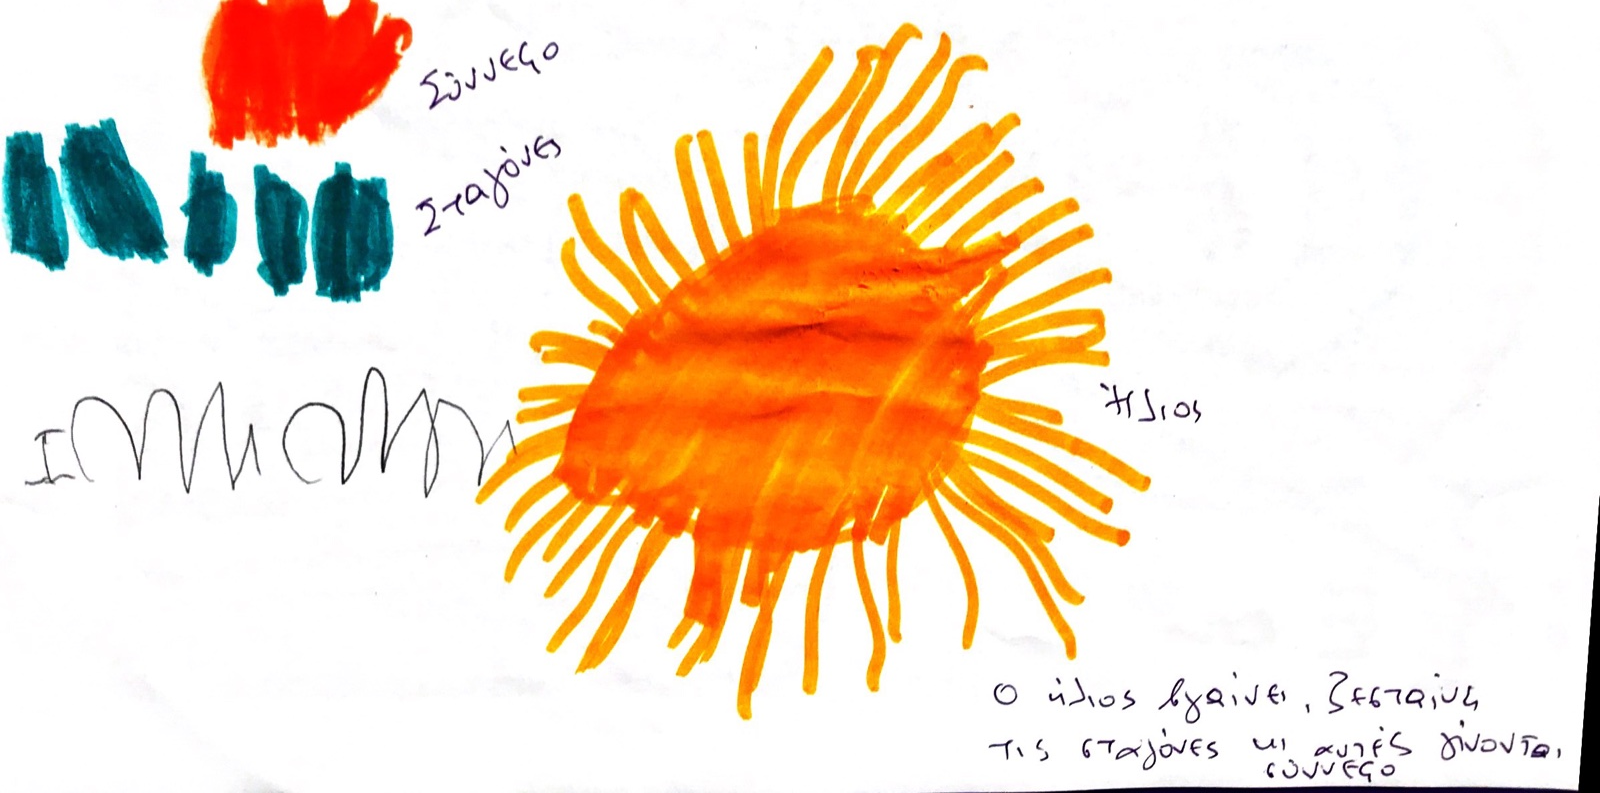 Σύννεφο
Σταγόνες
Ήλιος
Ο ήλιος βγαίνει, ζεσταίνει
τις σταγόνες κι αυτές γίνονται
σύννεφο